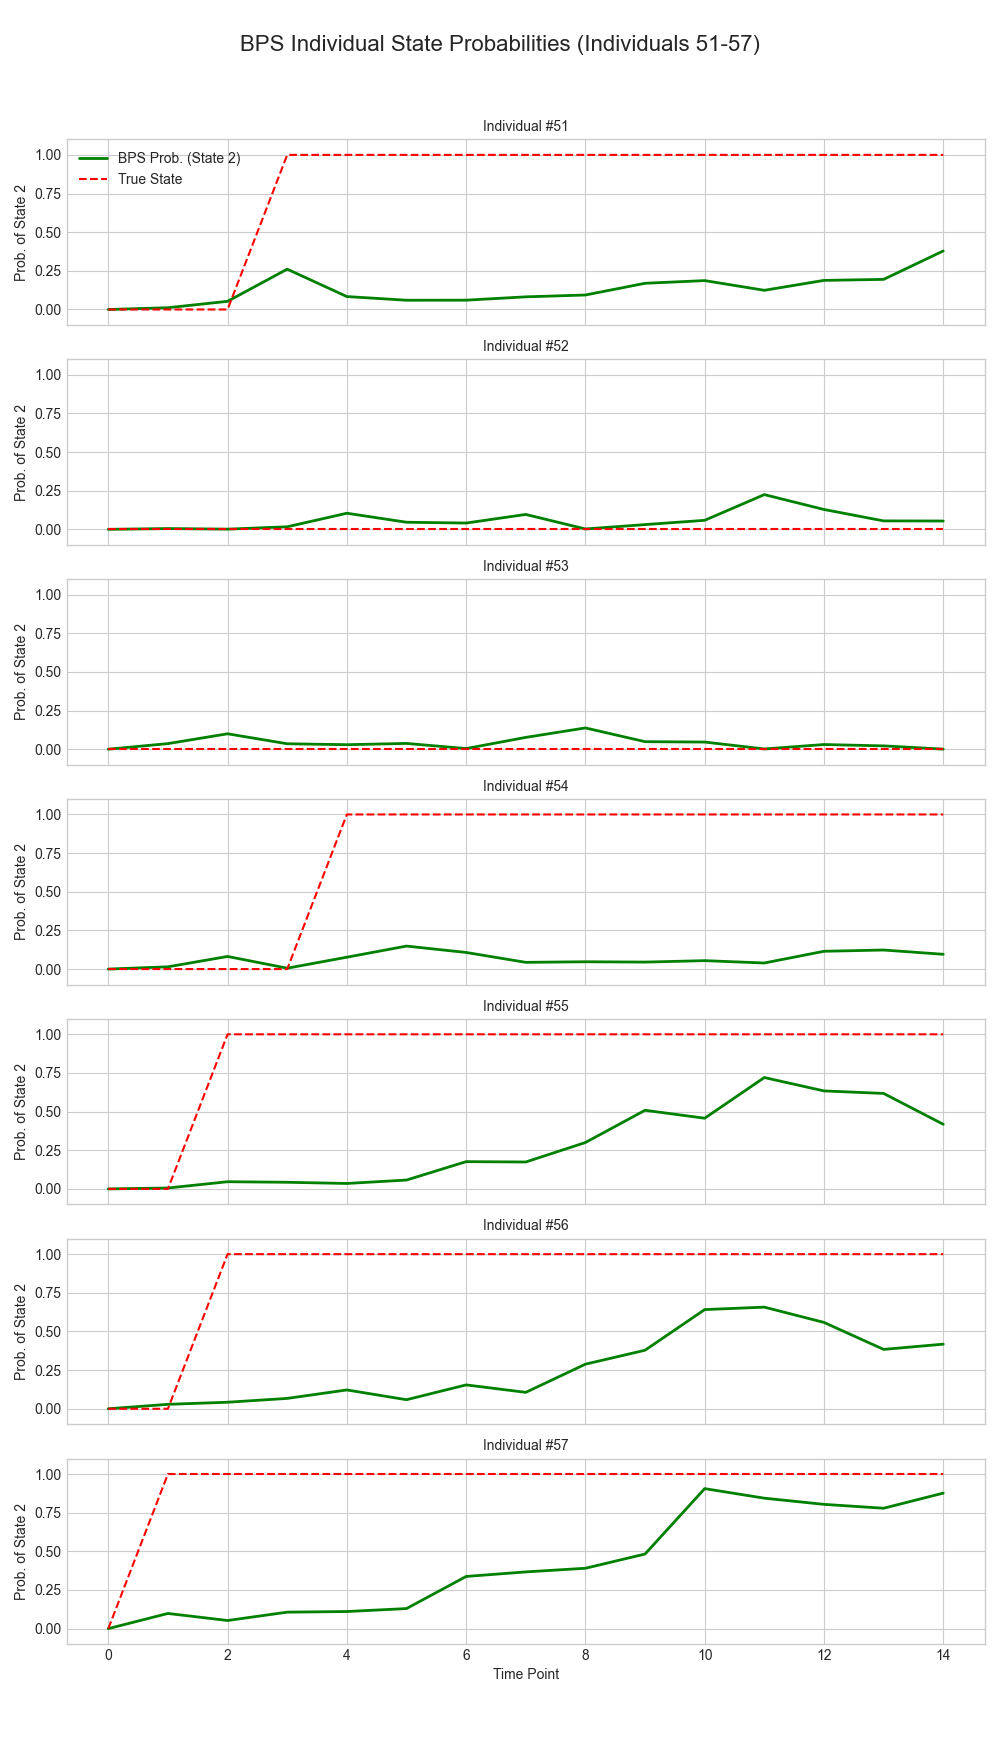 BPS Individual State Probabilities (Individuals 51-57)
Individual #51
BPS Prob. (State 2)
True State
Prob. of State 2
1.00
0.75
0.50
0.25
0.00
Individual #52
Prob. of State 2
1.00
0.75
0.50
0.25
0.00
Individual #53
Prob. of State 2
1.00
0.75
0.50
0.25
0.00
Individual #54
Prob. of State 2
1.00
0.75
0.50
0.25
0.00
Individual #55
Prob. of State 2
1.00
0.75
0.50
0.25
0.00
Individual #56
Prob. of State 2
1.00
0.75
0.50
0.25
0.00
Individual #57
Prob. of State 2
1.00
0.75
0.50
0.25
0.00
0 2 4 6 8 10 12 14
Time Point